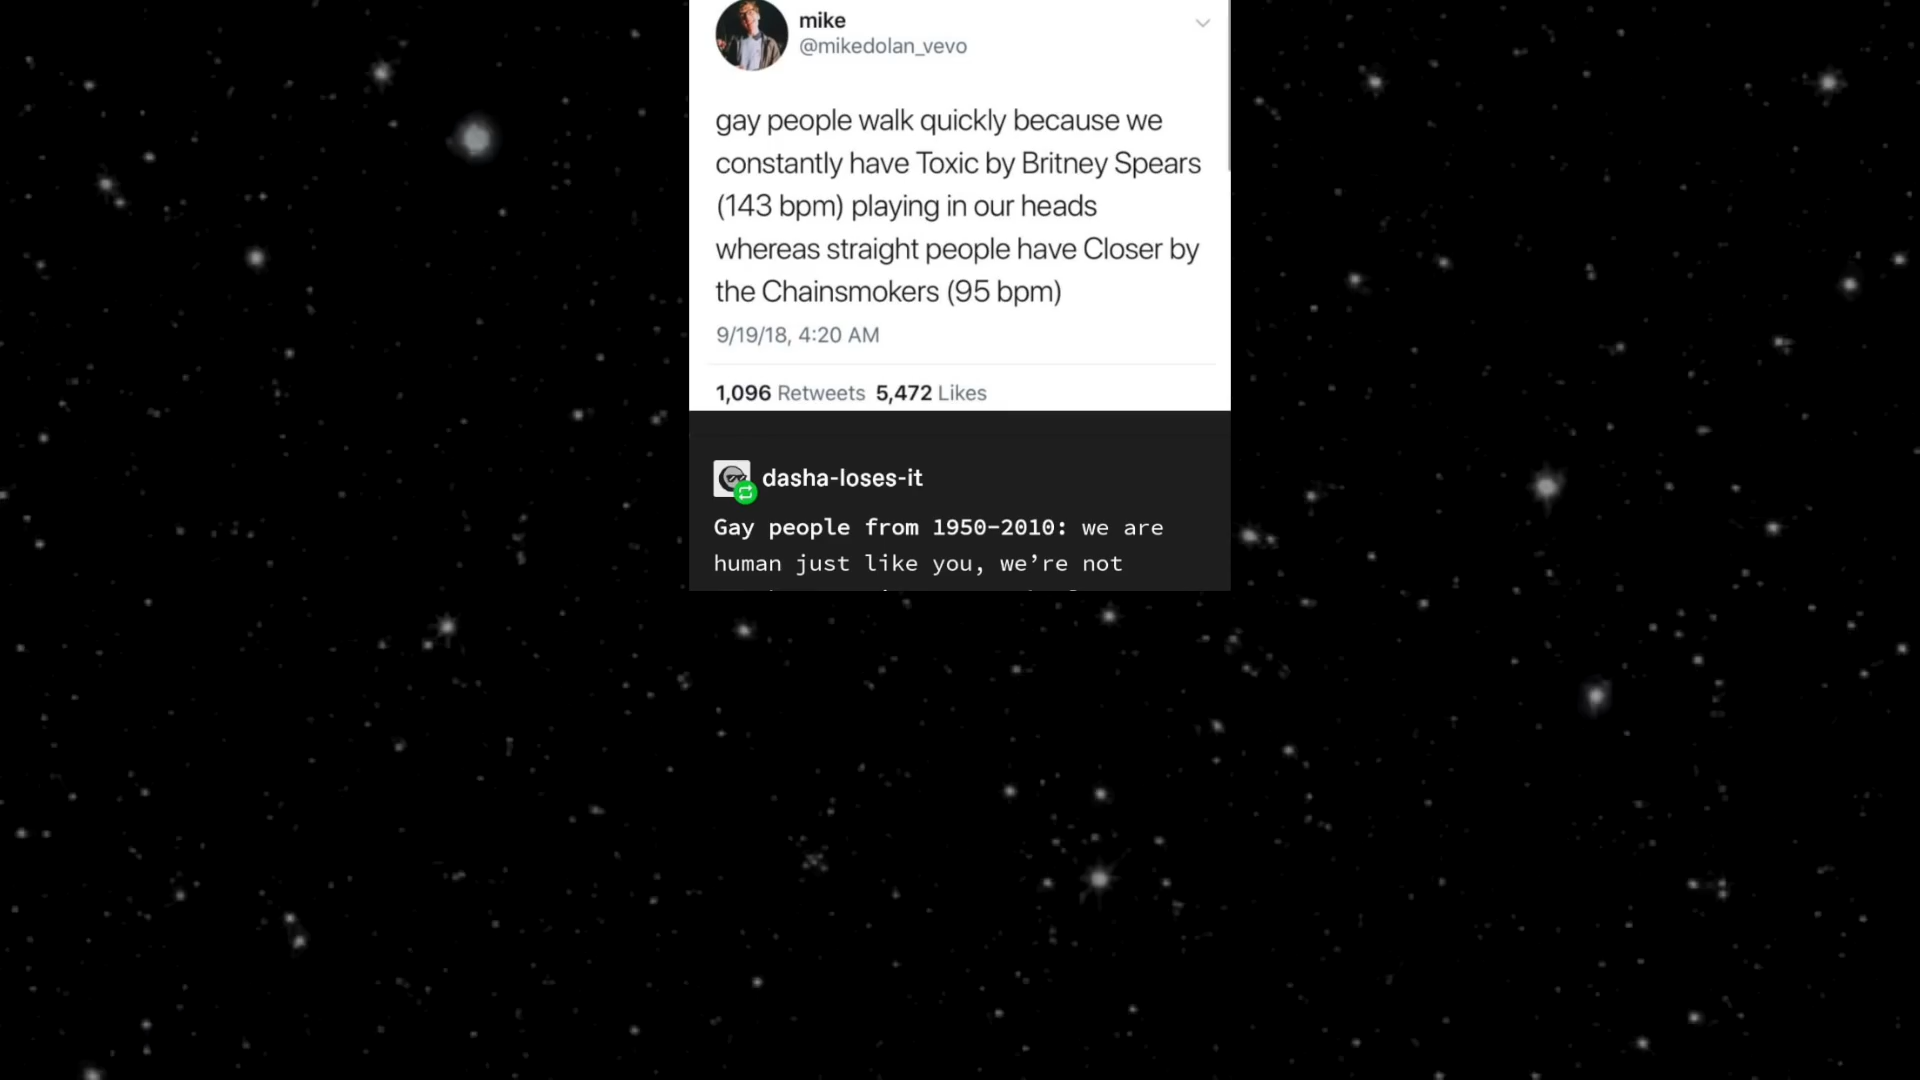 mike
@mikedolan_vevo
gay people walk quickly because we
constantly have Toxic by Britney Spears
(143 bpm) playing in our heads
whereas straight people have Closer by
the Chainsmokers (95 bpm)
9/19/18, 4:20 AM
1,096 Retweets 5,472 Likes
dasha-loses-it
Gay people from 1950-2010: we are
human just like you, we’re not